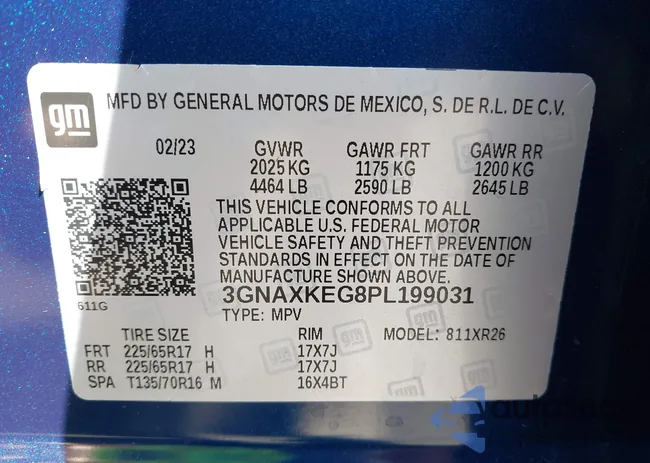 gm MFD BY GENERAL MOTORS DE MEXICO, S. DE R.L. DE C.V.
02/23 GVWR GAWR FRT GAWR RR
2025 KG 1175 KG 1200 KG
4464 LB 2590 LB 2645 LB
THIS VEHICLE CONFORMS TO ALL
APPLICABLE U.S. FEDERAL MOTOR
VEHICLE SAFETY AND THEFT PREVENTION
STANDARDS IN EFFECT ON THE DATE OF
MANUFACTURE SHOWN ABOVE.
611G
3GNAXKEG8PL199031
TYPE: MPV
TIRE SIZE RIM MODEL: 811XR26
FRT 225/65R17 H 17X7J
RR 225/65R17 H 17X7J
SPA T135/70R16 M 16X4BT